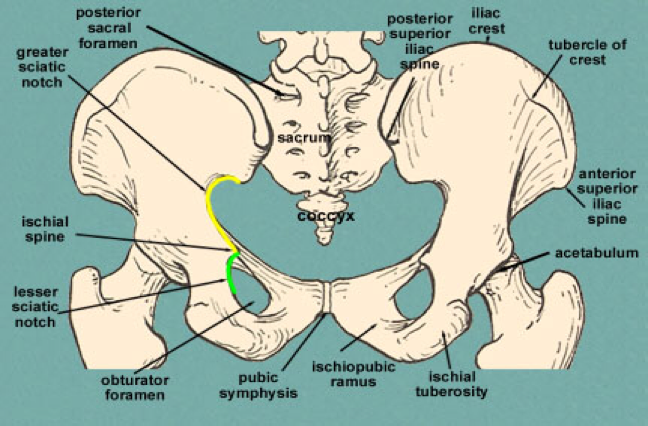 posterior
sacral
foramen
greater
sciatic
notch
ischial
spine
lesser
sciatic
notch
obturator
foramen
sacrum
coccyx
pubic
symphysis
ischiopubic
ramus
ischial
tuberosity
posterior
superior
iliac
spine
iliac
crest
tubercle of
crest
anterior
superior
iliac
spine
acetabulum